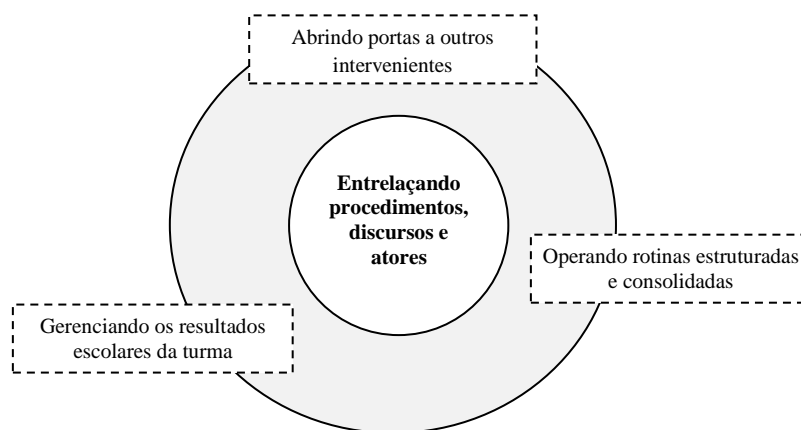 Abrindo portas a outros
intervenientes
Entrelaçando
procedimentos,
discursos e
atores
Operando rotinas estruturadas
e consolidadas
Gerenciando os resultados
escolares da turma